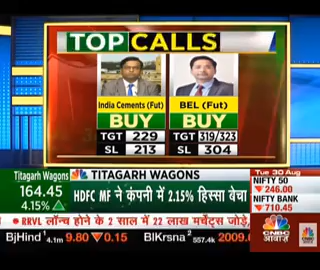 TOP CALLS
India Cements (Fut)
BUY
TGT 229
SL 213
BEL (Fut)
BUY
TGT 319/323
SL 304
Titagarh Wagons
164.45
4.15%
TITAGARH WAGONS
HDFC MF ने कंपनी में 2.15% हिस्सा बेचा
Tue 30 Aug
NIFTY 50
246.00
NIFTY BANK
710.45
RRVL लॉन्च होने के 2 साल में 22 लाख मर्चेंट्स जोड़े,
CNBC
आवाज़
BjHind 4.1m 9.80 0.15
BIKrsna 557.4k 2009.